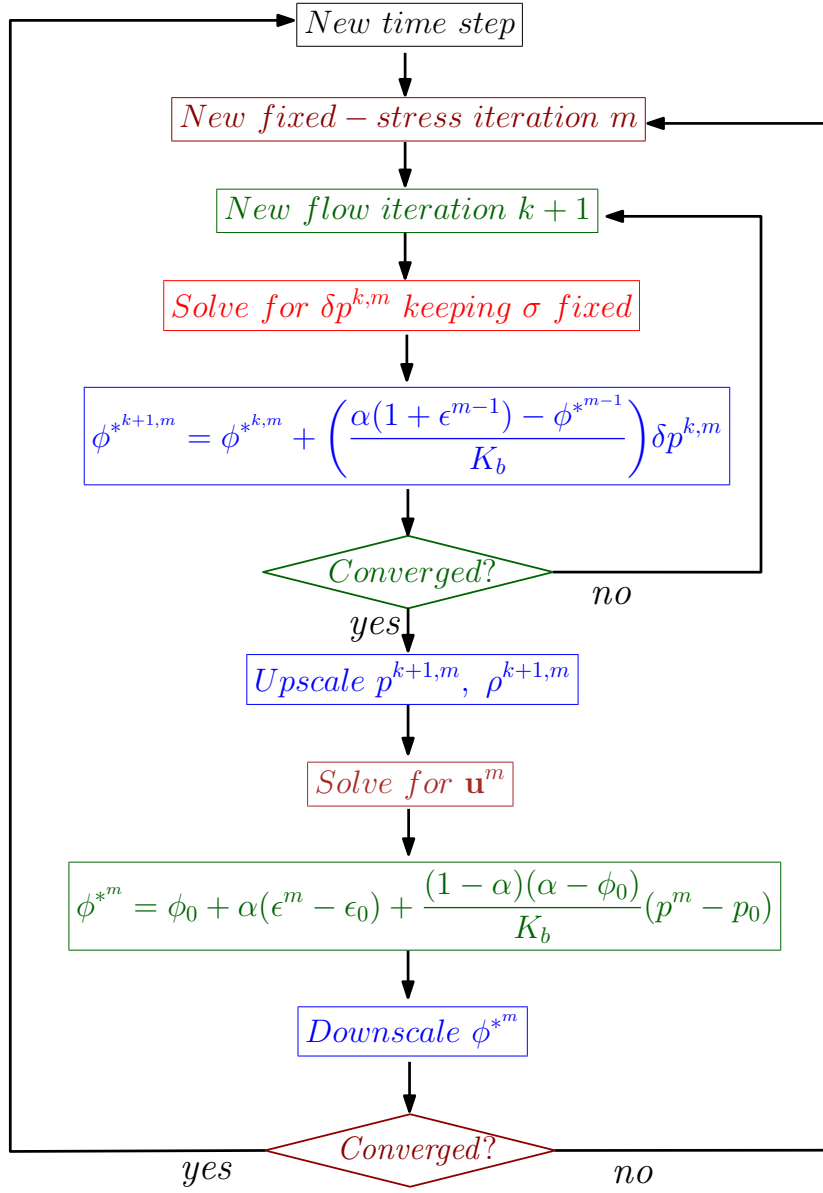 New time step
New fixed − stress iteration m
New flow iteration k + 1
Solve for δp^{k,m} keeping σ fixed
ϕ*^{k+1,m} = ϕ*^{k,m} + (\frac{α(1 + ϵ^{m−1}) − ϕ*^{m−1}}{K_b}) δp^{k,m}
Converged?
no
yes
Upscale p^{k+1,m}, ρ^{k+1,m}
Solve for u^m
ϕ*^m = ϕ_0 + α(ϵ^m − ϵ_0) + \frac{(1 − α)(α − ϕ_0)}{K_b}(p^m − p_0)
Downscale ϕ*^m
Converged?
yes
no